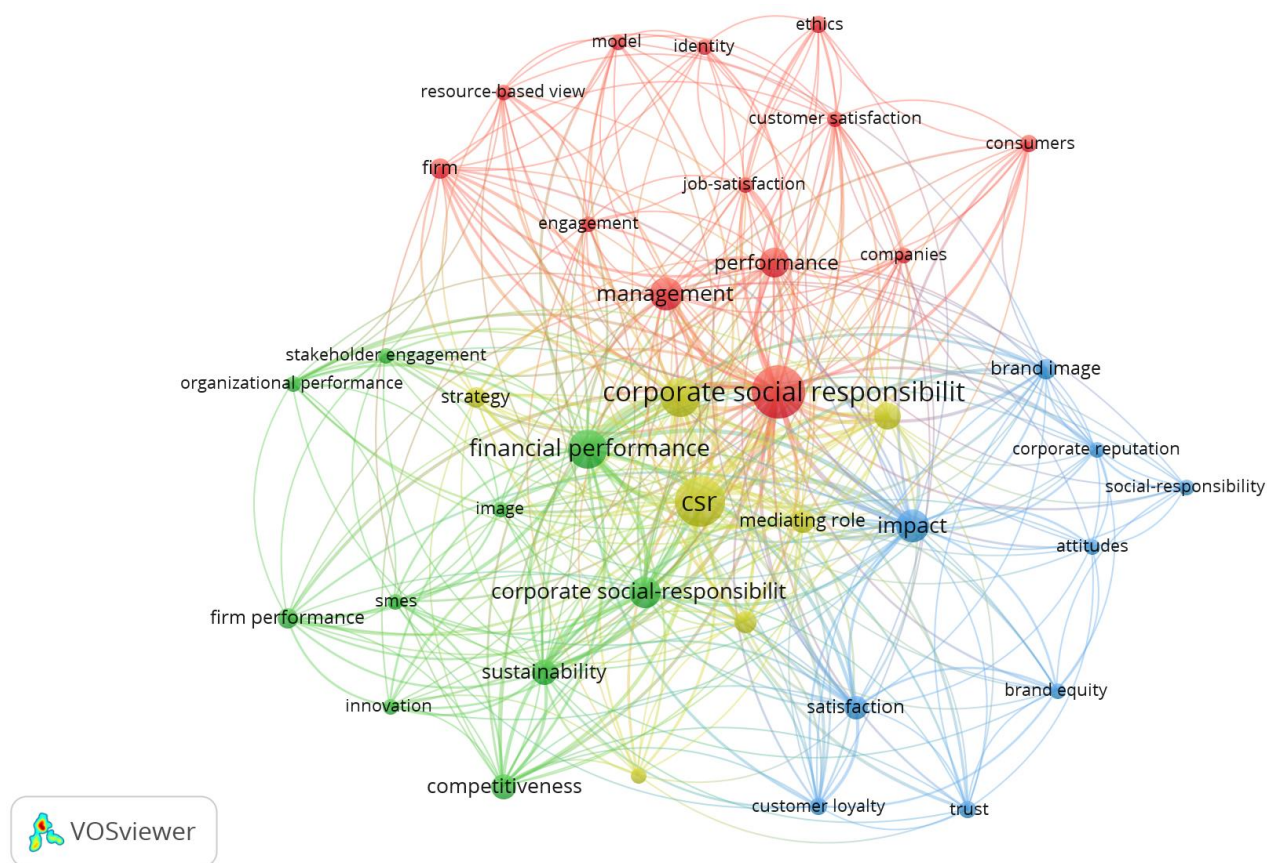 ethics
model
identity
resource-based view
customer satisfaction
consumers
firm
job-satisfaction
engagement
companies
performance
management
stakeholder engagement
brand image
organizational performance
strategy
corporate social responsibilit
financial performance
corporate reputation
social-responsibility
csr
image
mediating role
impact
attitudes
corporate social-responsibilit
smes
firm performance
sustainability
brand equity
innovation
satisfaction
competitiveness
customer loyalty
trust
VOSviewer